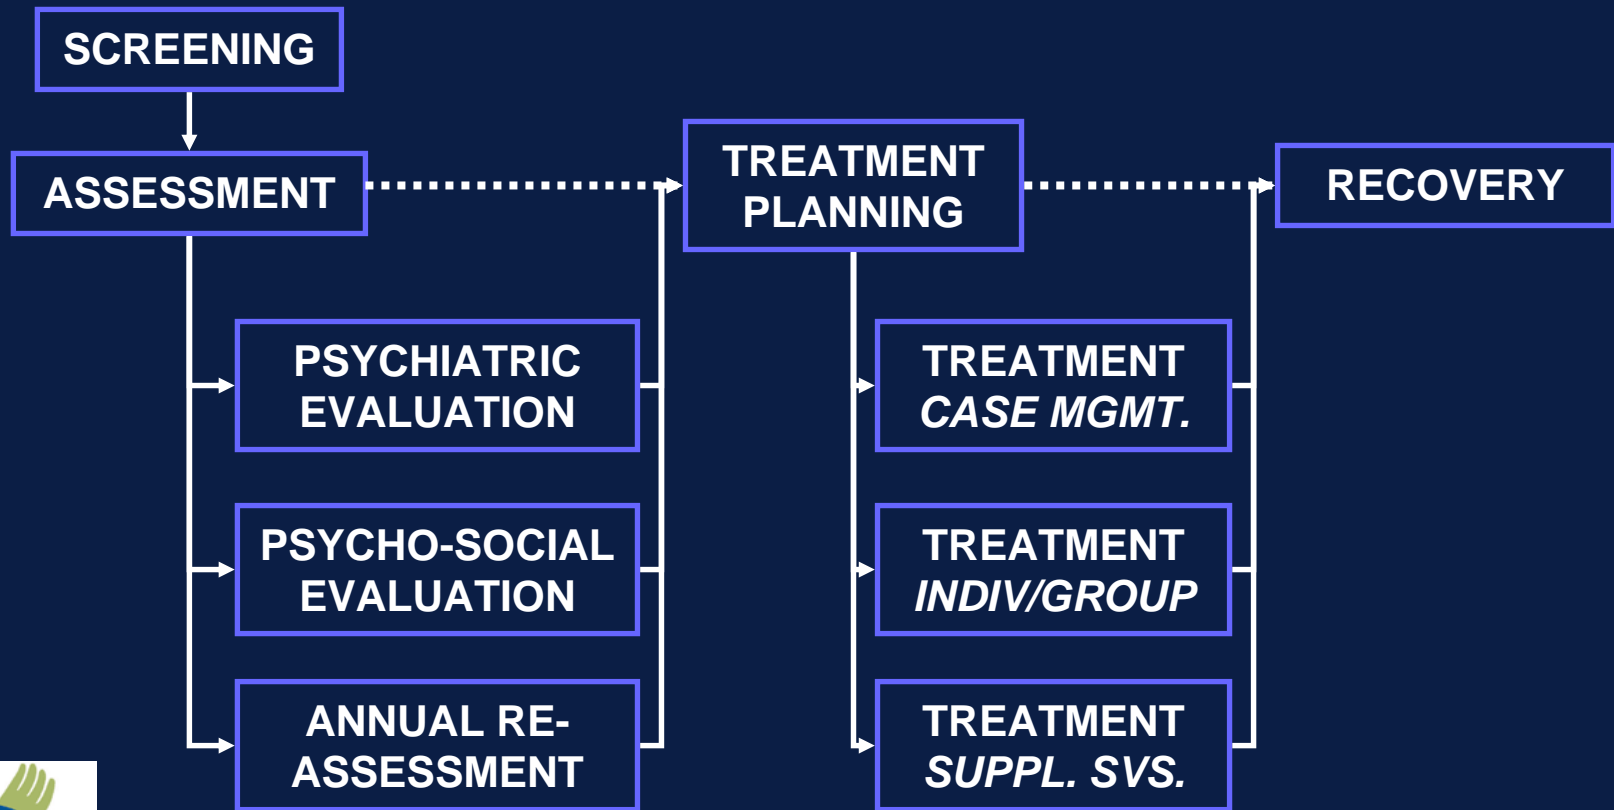 SCREENING
ASSESSMENT
TREATMENT
PLANNING
RECOVERY
PSYCHIATRIC
EVALUATION
TREATMENT
CASE MGMT.
PSYCHO-SOCIAL
EVALUATION
TREATMENT
INDIV/GROUP
ANNUAL RE-
ASSESSMENT
TREATMENT
SUPPL. SVS.